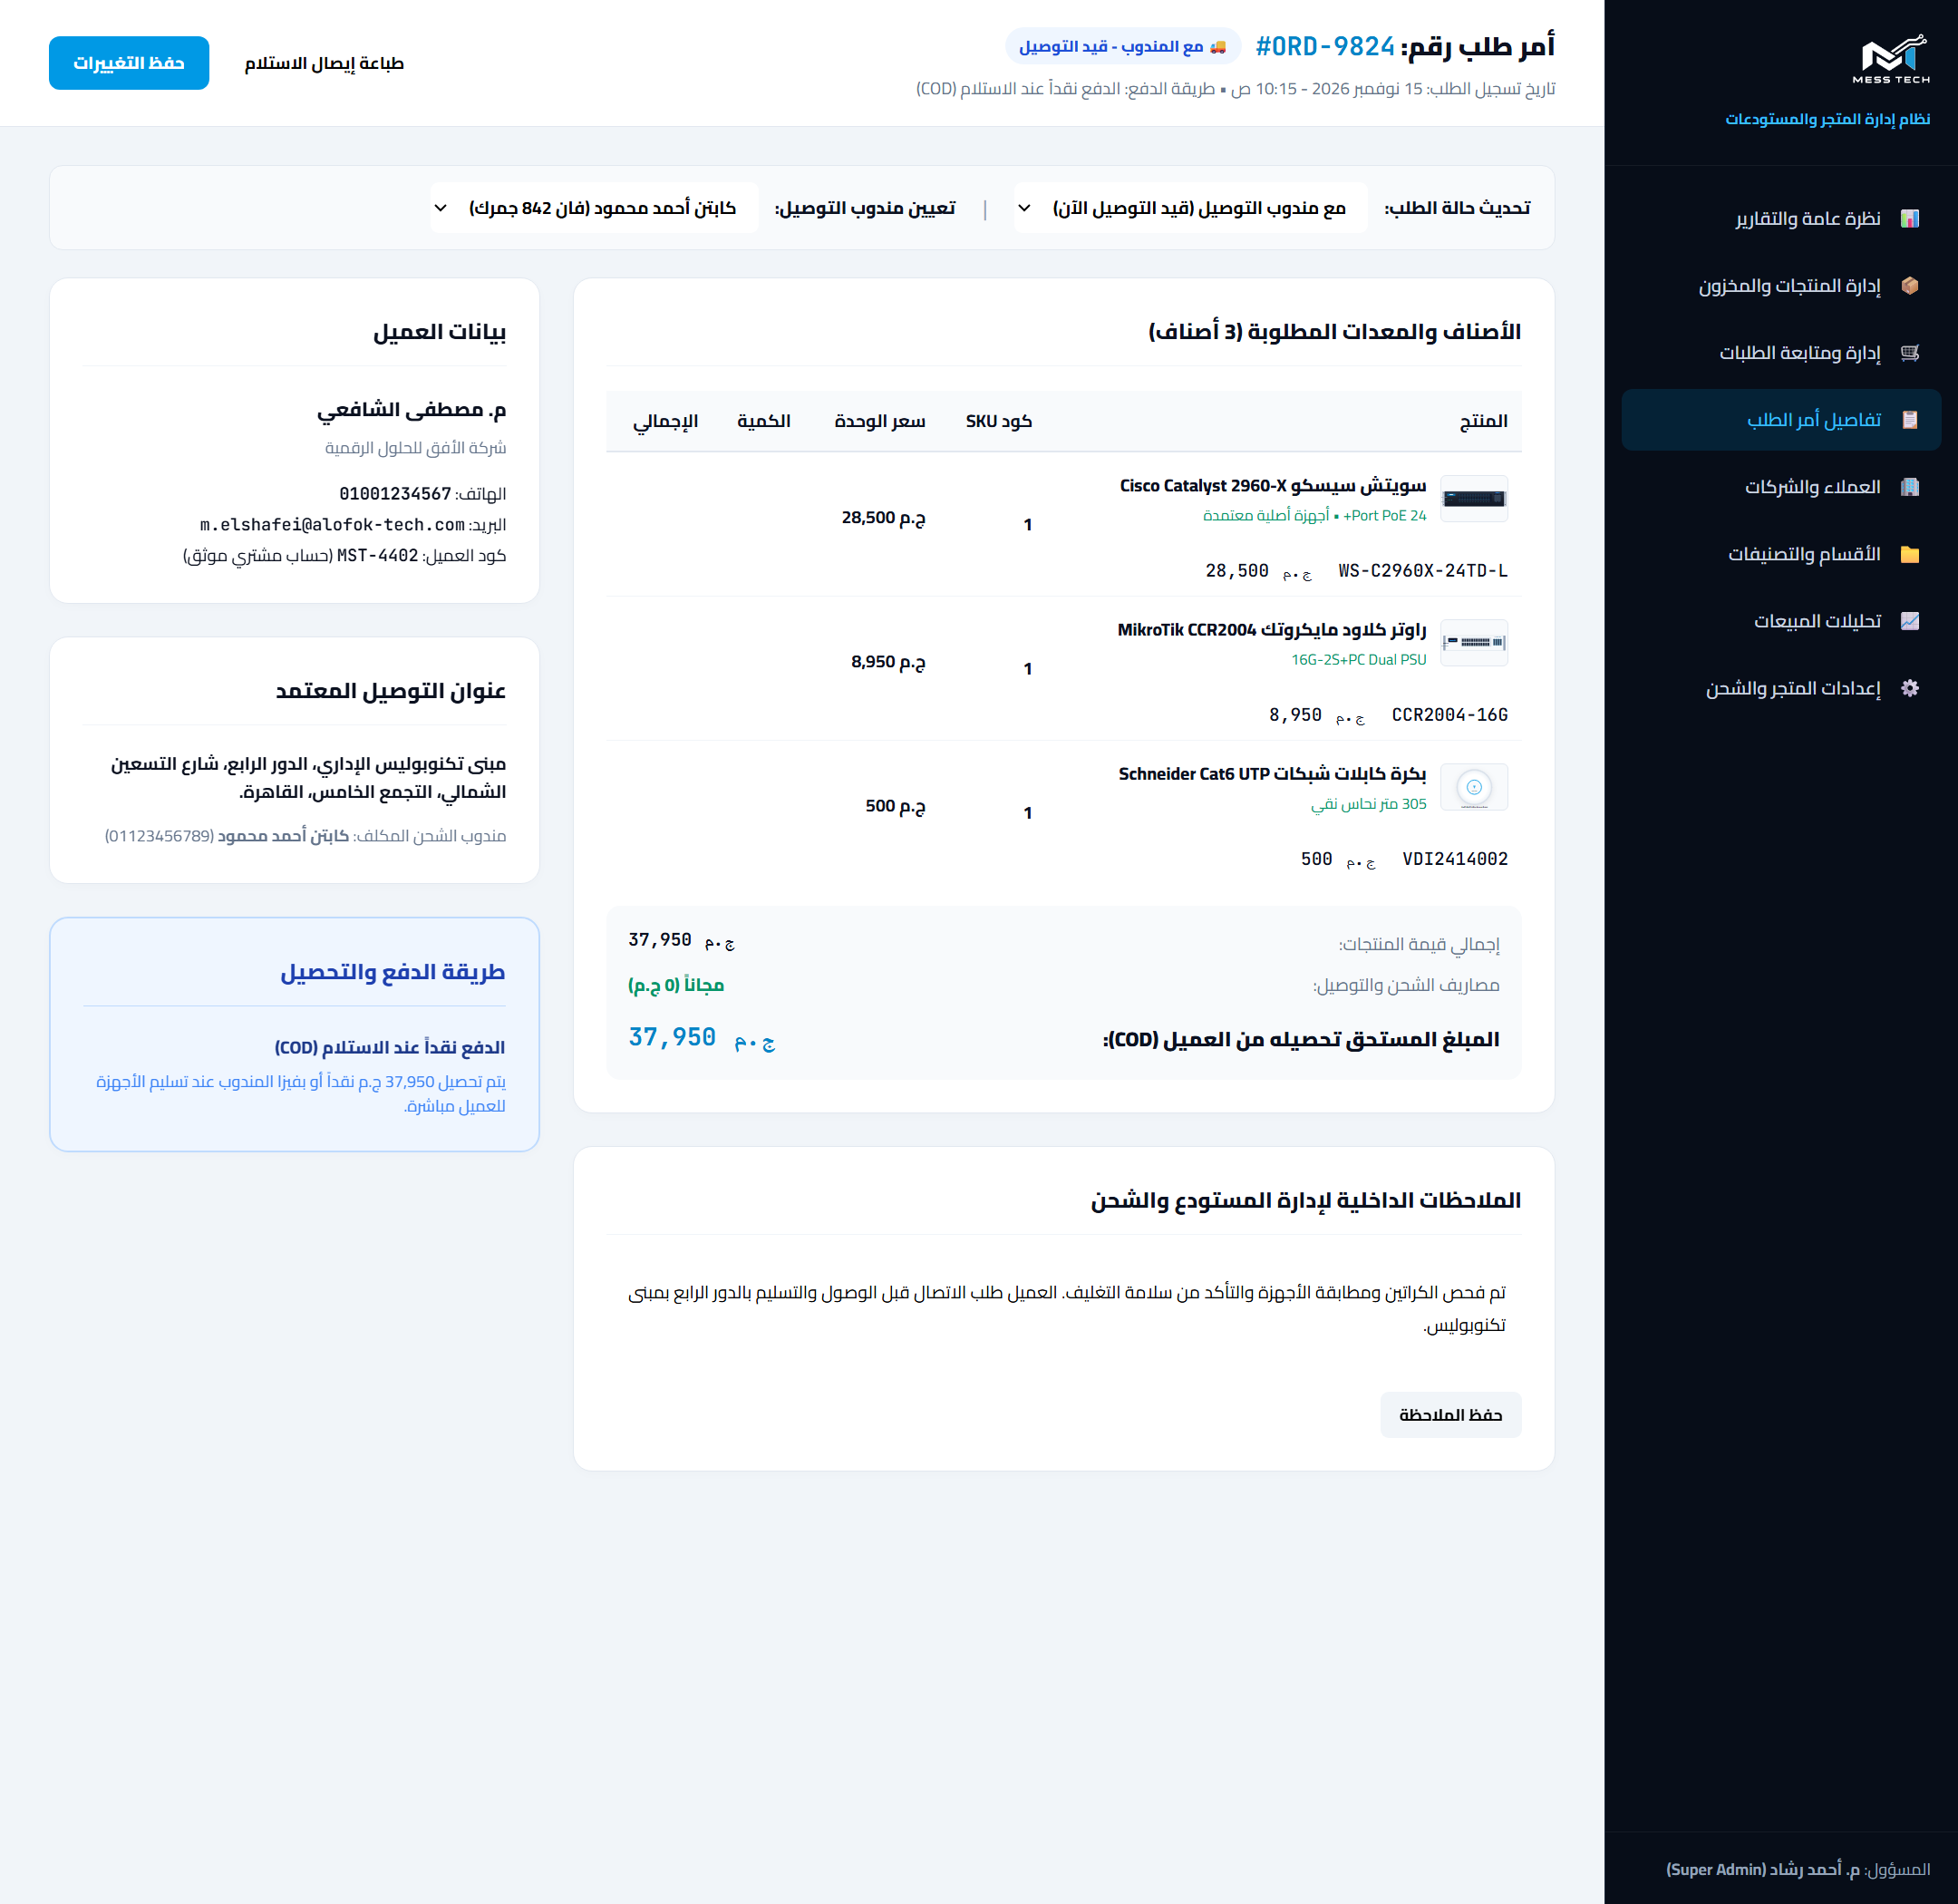 MESS TECH
نظام إدارة المتجر والمستودعات
نظرة عامة والتقارير
إدارة المنتجات والمخزون
إدارة ومتابعة الطلبات
تفاصيل أمر الطلب
العملاء والشركات
الأقسام والتصنيفات
تحليلات المبيعات
إعدادات المتجر والشحن
المسؤول: م. أحمد رشاد (Super Admin)
أمر طلب رقم: #ORD-9824
مع المندوب - قيد التوصيل
تاريخ تسجيل الطلب: 15 نوفمبر 2026 - 10:15 ص • طريقة الدفع: الدفع نقداً عند الاستلام (COD)
طباعة إيصال الاستلام
حفظ التغييرات
تحديث حالة الطلب:
مع مندوب التوصيل (قيد التوصيل الآن)
|
تعيين مندوب التوصيل:
كابتن أحمد محمود (فان 842 جمرك)
الأصناف والمعدات المطلوبة (3 أصناف)
المنتج كود SKU سعر الوحدة الكمية الإجمالي
سويتش سيسكو Cisco Catalyst 2960-X
24 Port PoE+ • أجهزة أصلية معتمدة
1
28,500 ج.م
WS-C2960X-24TD-L
28,500 ج.م
راوتر كلاود مايكروتك MikroTik CCR2004
16G-2S+PC Dual PSU
1
8,950 ج.م
CCR2004-16G
8,950 ج.م
بكرة كابلات شبكات Schneider Cat6 UTP
305 متر نحاس نقي
1
500 ج.م
VDI2414002
500 ج.م
إجمالي قيمة المنتجات: 37,950 ج.م
مصاريف الشحن والتوصيل: مجاناً (0 ج.م)
المبلغ المستحق تحصيله من العميل (COD): 37,950 ج.م
الملاحظات الداخلية لإدارة المستودع والشحن
تم فحص الكراتين ومطابقة الأجهزة والتأكد من سلامة التغليف. العميل طلب الاتصال قبل الوصول والتسليم بالدور الرابع بمبنى
تكنوبوليس.
حفظ الملاحظة
بيانات العميل
م. مصطفى الشافعي
شركة الأفق للحلول الرقمية
الهاتف: 01001234567
البريد: m.elshafei@alofok-tech.com
كود العميل: MST-4402 (حساب مشتري موثق)
عنوان التوصيل المعتمد
مبنى تكنوبوليس الإداري، الدور الرابع، شارع التسعين
الشمالي، التجمع الخامس، القاهرة.
مندوب الشحن المكلف: كابتن أحمد محمود (01123456789)
طريقة الدفع والتحصيل
الدفع نقداً عند الاستلام (COD)
يتم تحصيل 37,950 ج.م نقداً أو بفيزا المندوب عند تسليم الأجهزة
للعميل مباشرة.